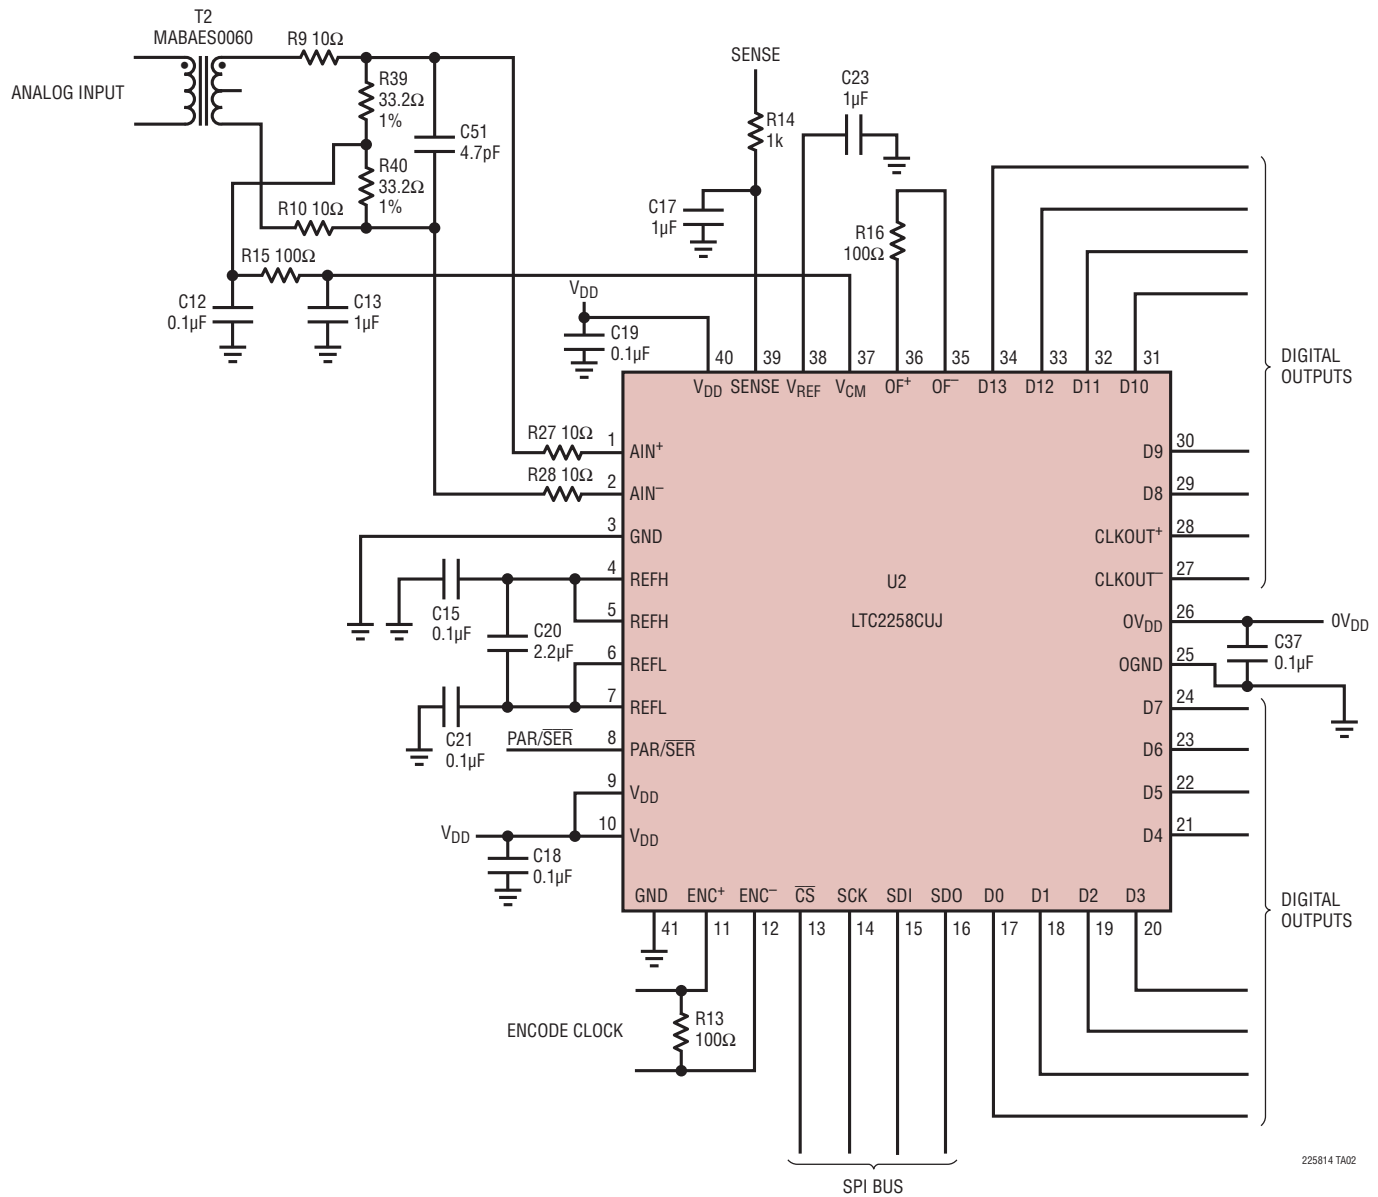 T2
MABAES0060
ANALOG INPUT
R9 10Ω
R39
33.2Ω
1%
C51
4.7pF
R40
33.2Ω
1%
R10 10Ω
R15 100Ω
C12
0.1µF
C13
1µF
SENSE
R14
1k
C23
1µF
C17
1µF
R16
100Ω
VDD
C19
0.1µF
40
39
38
37
36
35
34
33
32
31
VDD
SENSE
VREF
VCM
OF+
OF–
D13
D12
D11
D10
DIGITAL
OUTPUTS
R27 10Ω
1
AIN+
R28 10Ω
2
AIN–
3
GND
4
REFH
5
REFH
6
REFL
7
REFL
C15
0.1µF
C20
2.2µF
C21
0.1µF
PAR/SER
8
PAR/SER
9
VDD
10
VDD
VDD
C18
0.1µF
U2
LTC2258CUJ
D9
30
D8
29
CLKOUT+
28
CLKOUT–
27
OVDD
26
0VDD
C37
0.1µF
OGND
25
D7
24
D6
23
D5
22
D4
21
GND
ENC+
ENC–
CS
SCK
SDI
SDO
D0
D1
D2
D3
41
11
12
13
14
15
16
17
18
19
20
DIGITAL
OUTPUTS
ENCODE CLOCK
R13
100Ω
SPI BUS
225814 TA02